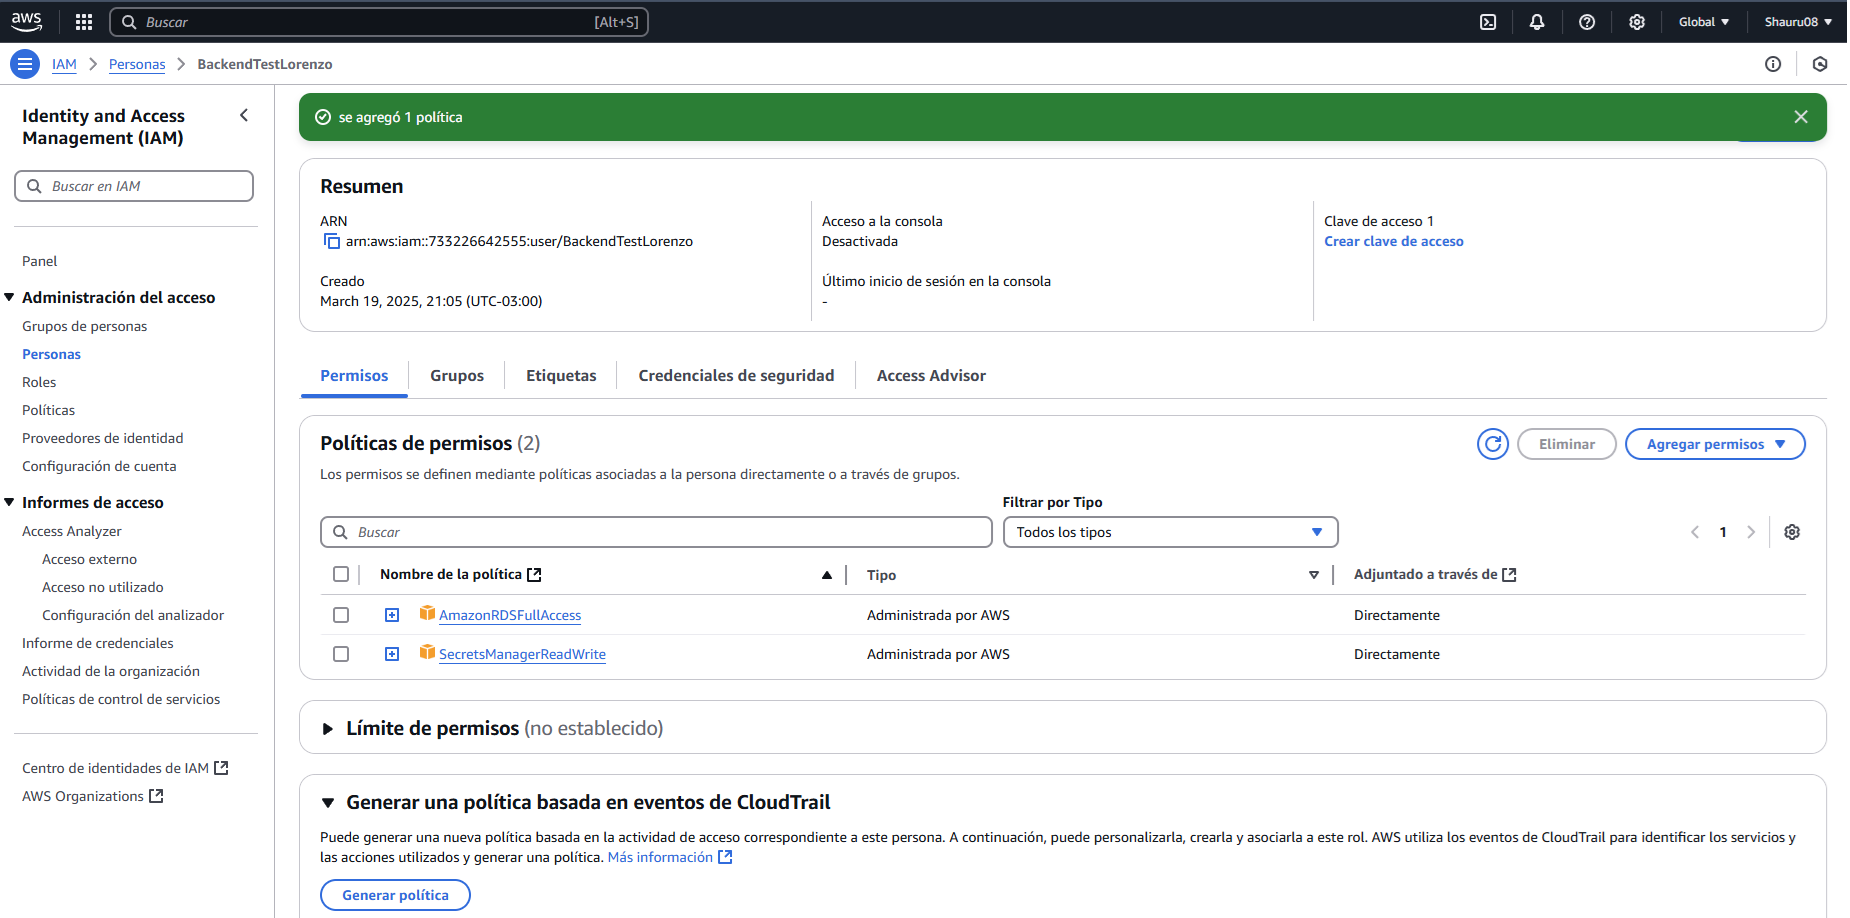 aws
Buscar [Alt+S]
Global
Shauru08
IAM > Personas > BackendTestLorenzo
Identity and Access
Management (IAM)
Buscar en IAM
Panel
Administración del acceso
Grupos de personas
Personas
Roles
Políticas
Proveedores de identidad
Configuración de cuenta
Informes de acceso
Access Analyzer
Acceso externo
Acceso no utilizado
Configuración del analizador
Informe de credenciales
Actividad de la organización
Políticas de control de servicios
Centro de identidades de IAM
AWS Organizations
se agregó 1 política
Resumen
ARN
arn:aws:iam::733226642555:user/BackendTestLorenzo
Creado
March 19, 2025, 21:05 (UTC-03:00)
Acceso a la consola
Desactivada
Último inicio de sesión en la consola
-
Clave de acceso 1
Crear clave de acceso
Permisos
Grupos
Etiquetas
Credenciales de seguridad
Access Advisor
Políticas de permisos (2)
Eliminar
Agregar permisos
Los permisos se definen mediante políticas asociadas a la persona directamente o a través de grupos.
Filtrar por Tipo
Buscar
Todos los tipos
1
Nombre de la política
Tipo
Adjuntado a través de
AmazonRDSFullAccess
Administrada por AWS
Directamente
SecretsManagerReadWrite
Administrada por AWS
Directamente
Límite de permisos (no establecido)
Generar una política basada en eventos de CloudTrail
Puede generar una nueva política basada en la actividad de acceso correspondiente a este persona. A continuación, puede personalizarla, crearla y asociarla a este rol. AWS utiliza los eventos de CloudTrail para identificar los servicios y
las acciones utilizados y generar una política. Más información
Generar política